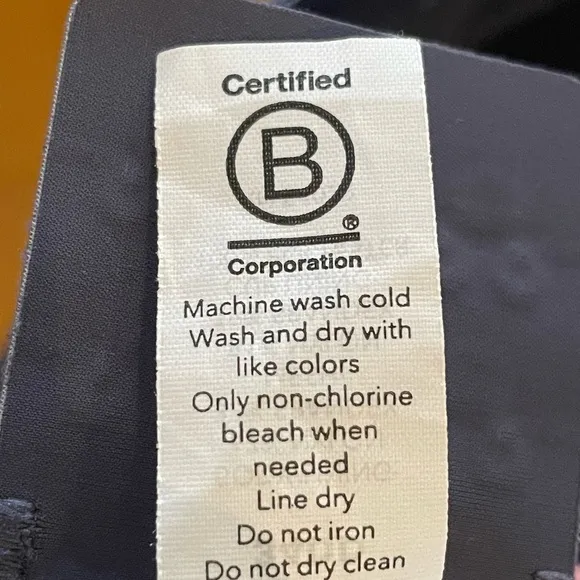 Certified
B
®
Corporation
Machine wash cold
Wash and dry with
like colors
Only non-chlorine
bleach when
needed
Line dry
Do not iron
Do not dry clean